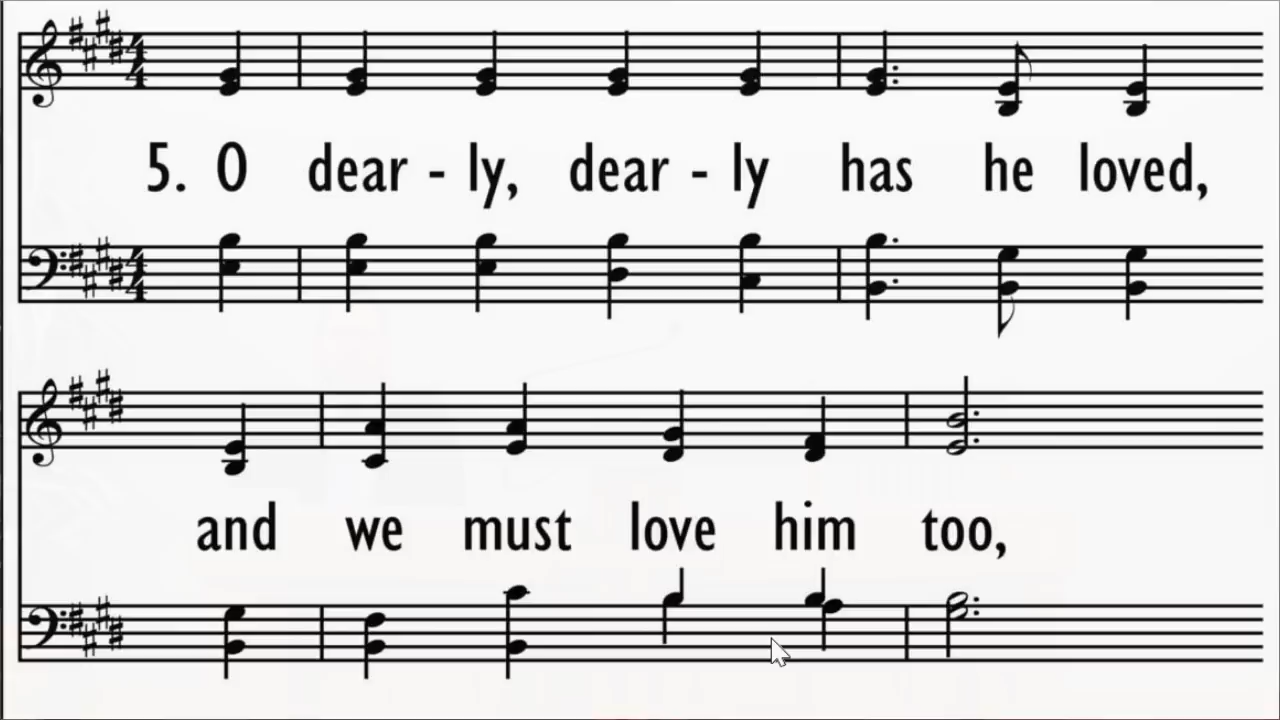 5. O dear - ly, dear - ly has he loved,
and we must love him too,